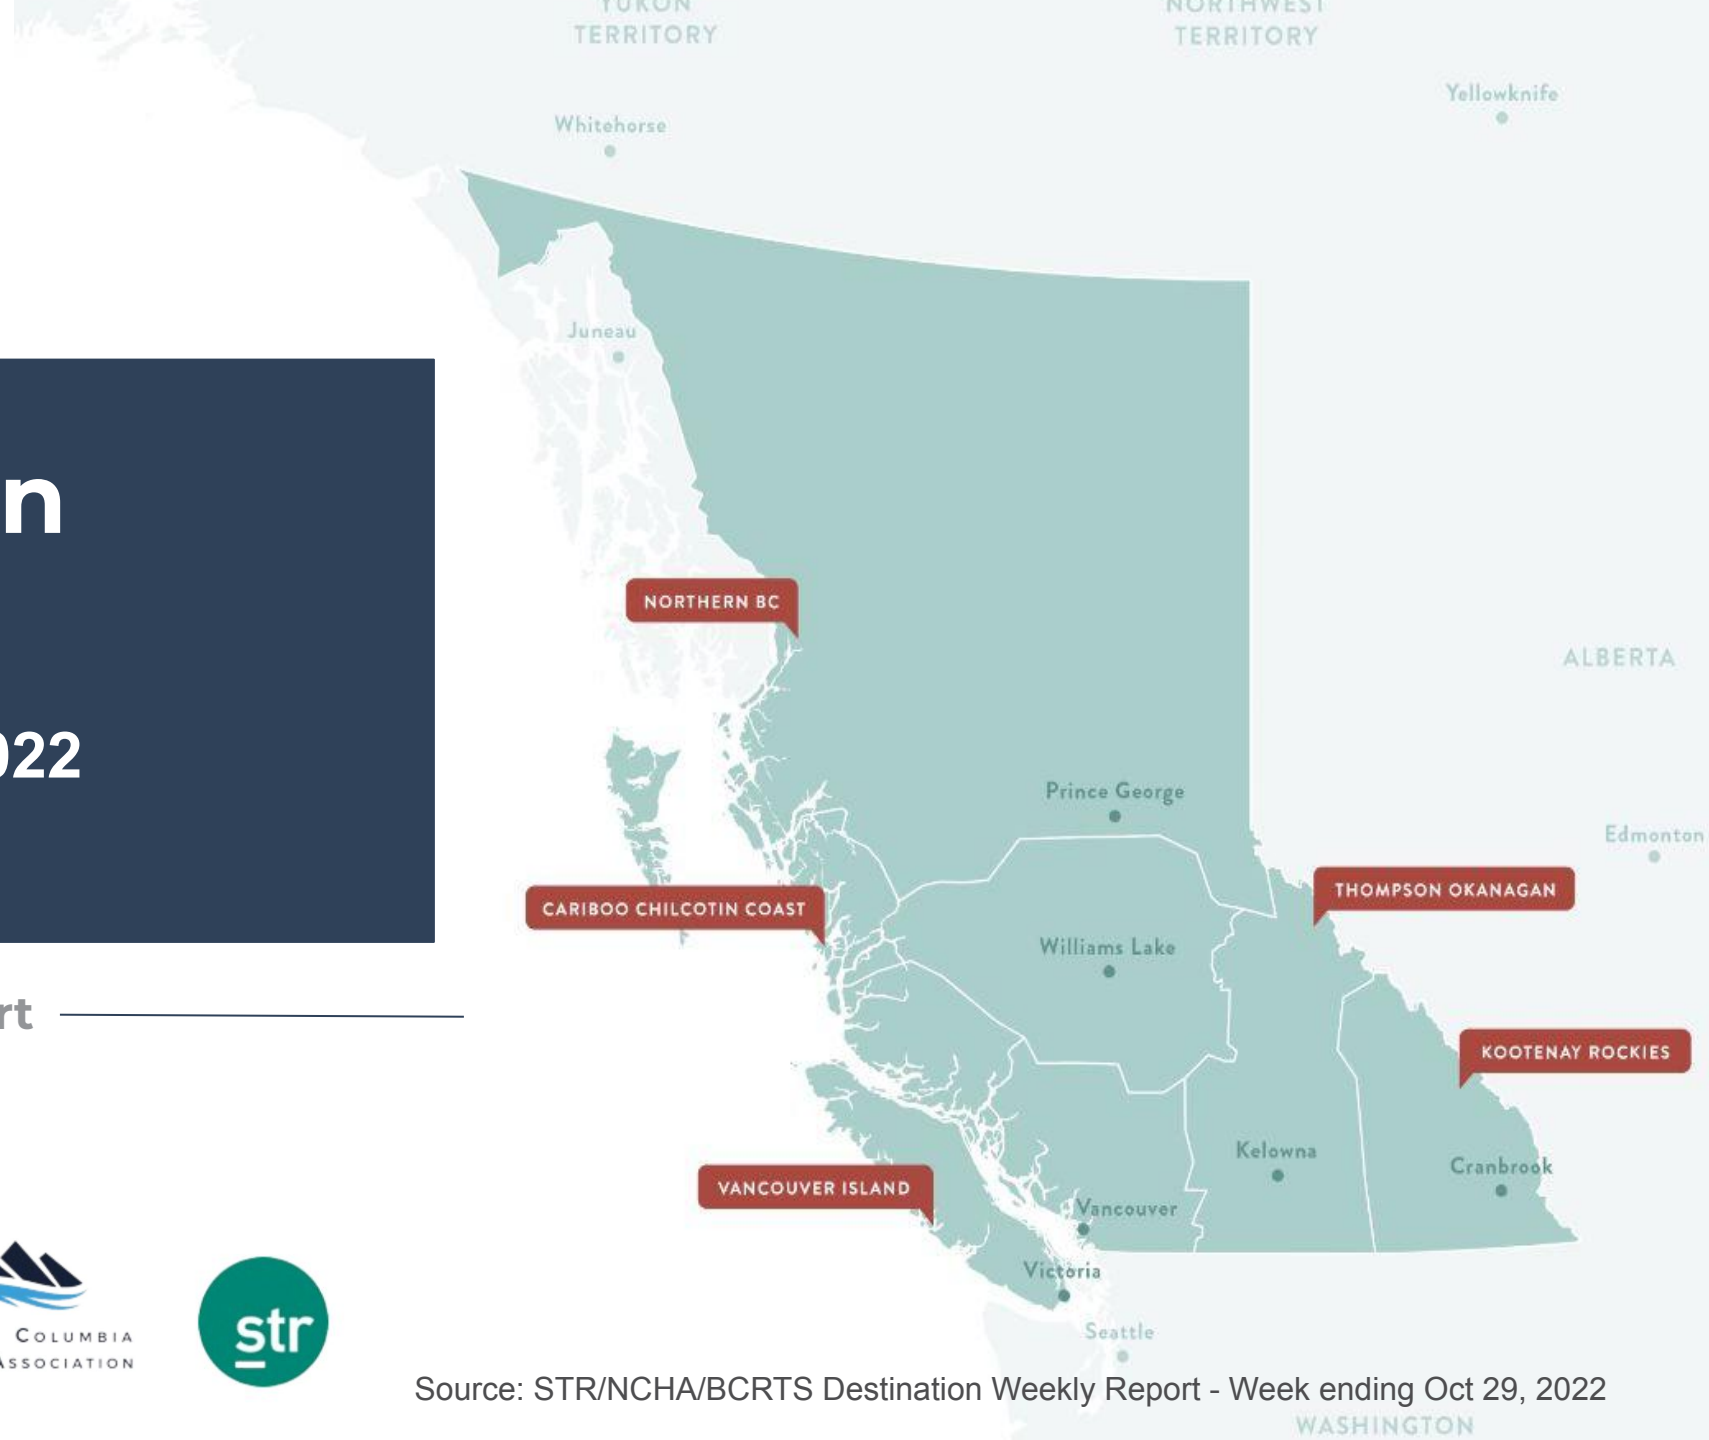 YUKON
TERRITORY
NORTHWEST
TERRITORY
Yellowknife
Whitehorse
Juneau
n
NORTHERN BC
ALBERTA
022
Prince George
Edmonton
THOMPSON OKANAGAN
CARIBOO CHILCOTIN COAST
Williams Lake
rt
KOOTENAY ROCKIES
Kelowna
Cranbrook
VANCOUVER ISLAND
Vancouver
Victoria
COLUMBIA
ASSOCIATION
str
Seattle
Source: STR/NCHA/BCRTS Destination Weekly Report - Week ending Oct 29, 2022
WASHINGTON